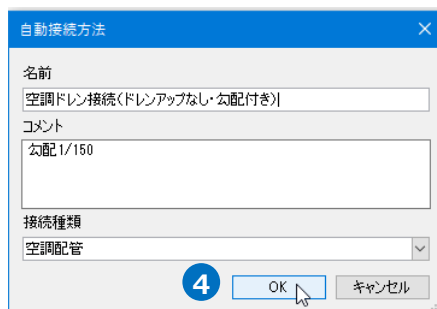 自動接続方法
名前
空調ドレン接続(ドレンアップなし・勾配付き)
コメント
勾配1/150
接続種類
空調配管
4 OK キャンセル